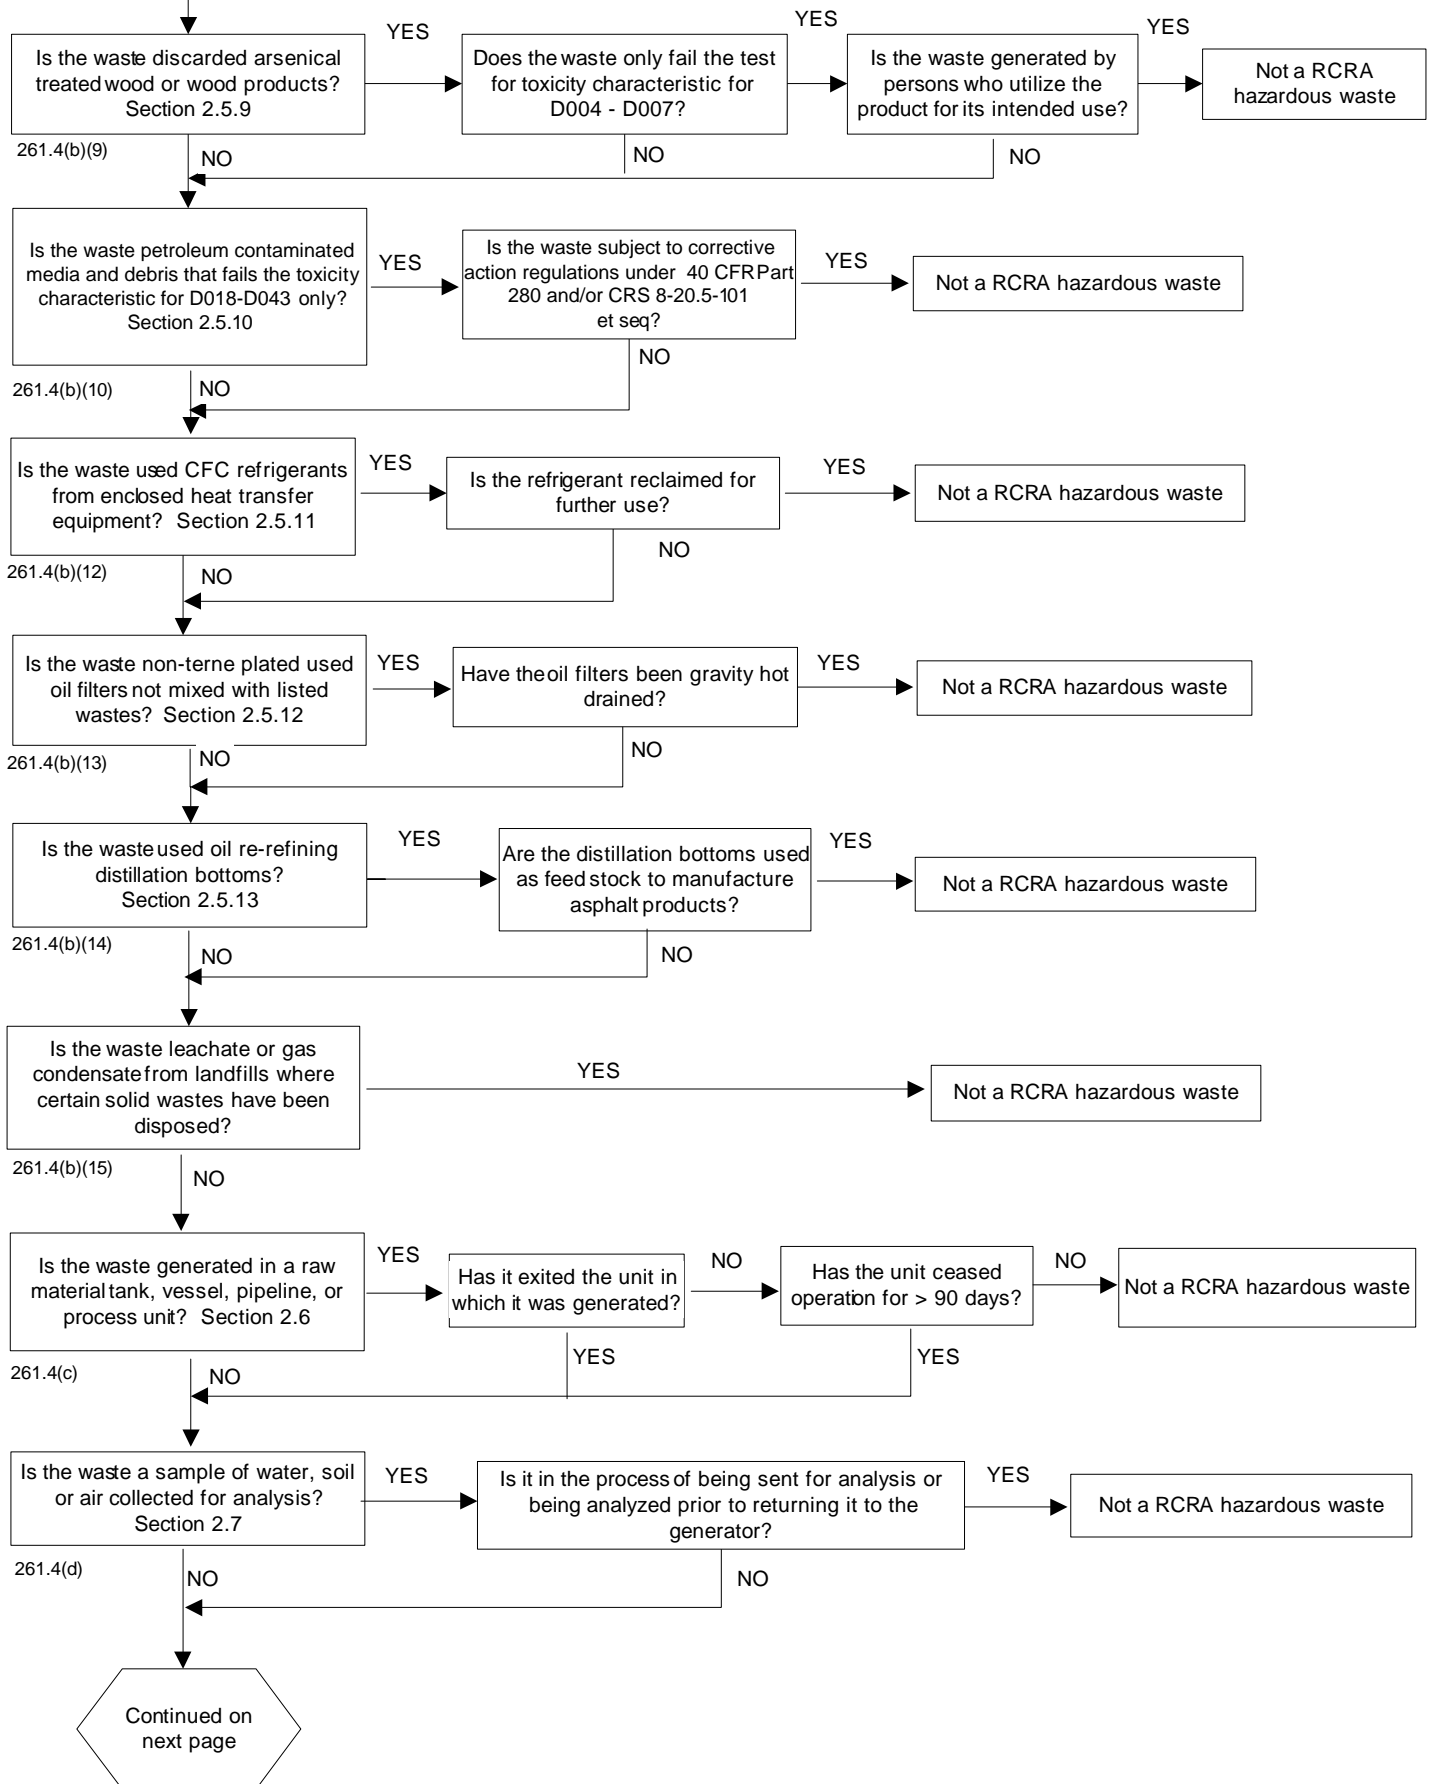 YES
YES
YES
Is the waste discarded arsenical
treated wood or wood products?
Section 2.5.9
Does the waste only fail the test
for toxicity characteristic for
D004 - D007?
Is the waste generated by
persons who utilize the
product for its intended use?
Not a RCRA
hazardous waste
261.4(b)(9)
NO
NO
NO
Is the waste petroleum contaminated
media and debris that fails the toxicity
characteristic for D018-D043 only?
Section 2.5.10
YES
Is the waste subject to corrective
action regulations under 40 CFR Part
280 and/or CRS 8-20.5-101
et seq?
YES
Not a RCRA hazardous waste
261.4(b)(10)
NO
NO
Is the waste used CFC refrigerants
from enclosed heat transfer
equipment? Section 2.5.11
YES
Is the refrigerant reclaimed for
further use?
YES
Not a RCRA hazardous waste
261.4(b)(12)
NO
NO
Is the waste non-terne plated used
oil filters not mixed with listed
wastes? Section 2.5.12
YES
Have the oil filters been gravity hot
drained?
YES
Not a RCRA hazardous waste
261.4(b)(13)
NO
NO
Is the waste used oil re-refining
distillation bottoms?
Section 2.5.13
YES
Are the distillation bottoms used
as feed stock to manufacture
asphalt products?
YES
Not a RCRA hazardous waste
261.4(b)(14)
NO
NO
Is the waste leachate or gas
condensate from landfills where
certain solid wastes have been
disposed?
YES
Not a RCRA hazardous waste
261.4(b)(15)
NO
Is the waste generated in a raw
material tank, vessel, pipeline, or
process unit? Section 2.6
YES
Has it exited the unit in
which it was generated?
NO
Has the unit ceased
operation for > 90 days?
NO
Not a RCRA hazardous waste
261.4(c)
NO
YES
YES
Is the waste a sample of water, soil
or air collected for analysis?
Section 2.7
YES
Is it in the process of being sent for analysis or
being analyzed prior to returning it to the
generator?
YES
Not a RCRA hazardous waste
261.4(d)
NO
NO
Continued on
next page